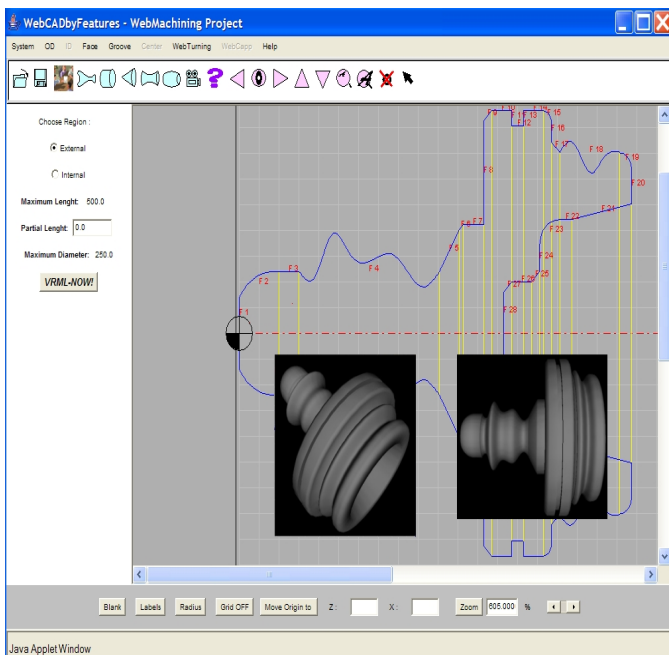 WebCADbyFeatures - WebMachining Project
System OD ID Face Groove Center WebTurning WebCapp Help
Choose Region :
External
Internal
Maximum Lenght: 500.0
Partial Lenght: 0.0
Maximum Diameter: 250.0
VRML-NOW!
F 9 F 10 F 11 F 13 F 14 F 15
F 12
F 16
F 17 F 18 F 19
F 8 F 20
F 21
F 6 F 7 F 22
F 23
F 5
F 24
F 2 F 3 F 4 F 25
F 27 F 26
F 1 F 28
Blank Labels Radius Grid OFF Move Origin to Z : X : Zoom 605.000 %
Java Applet Window